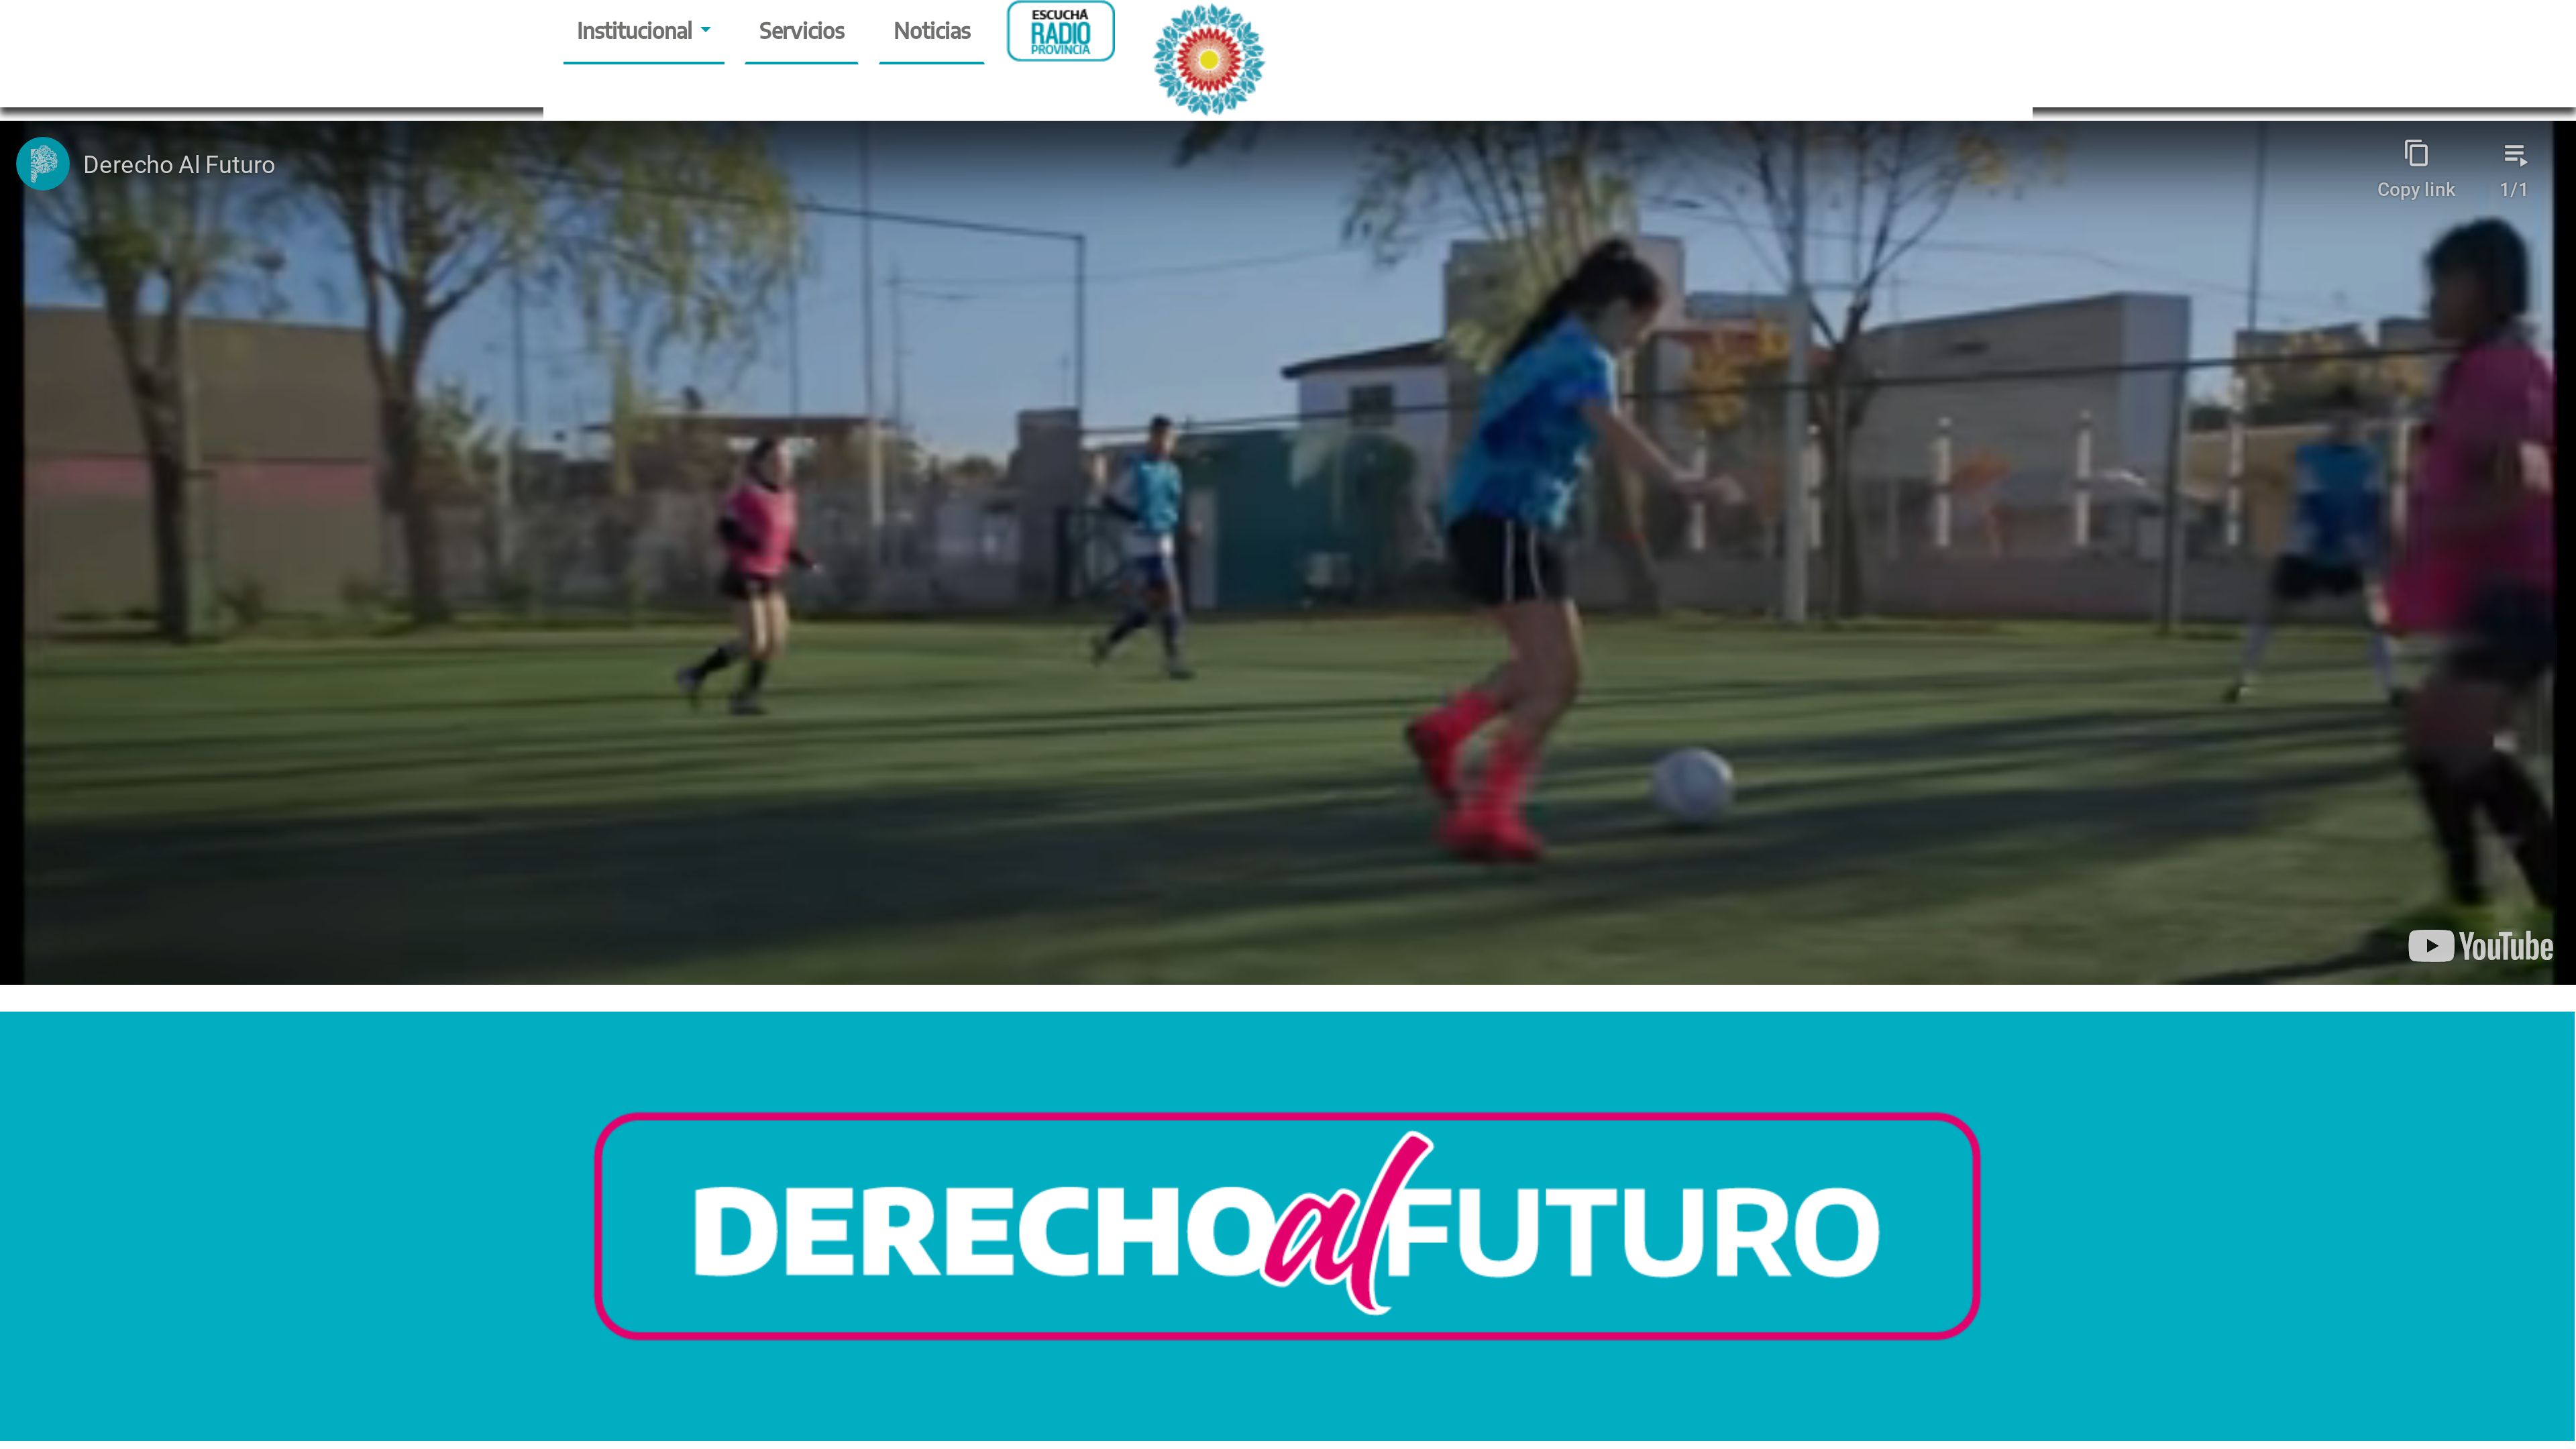 Institucional
Servicios
Noticias
ESCUCHÁ
RADIO
PROVINCIA
Derecho Al Futuro
Copy link
1/1
YouTube
DERECHO al FUTURO